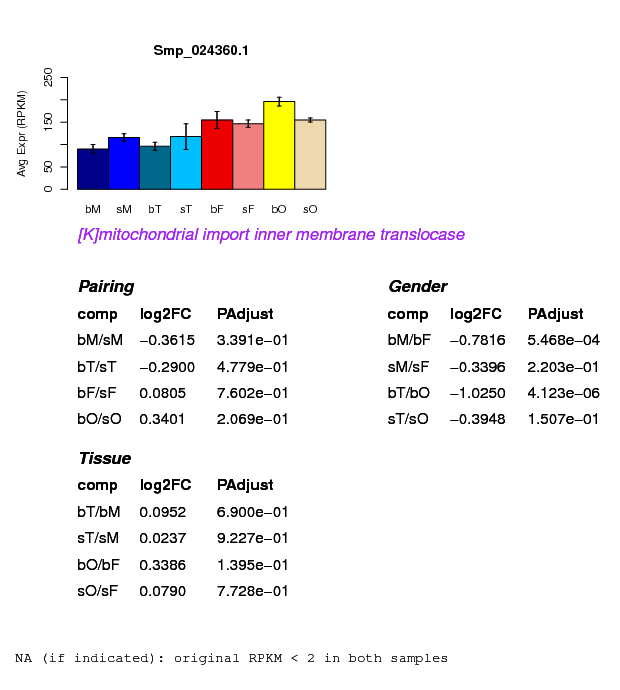 Smp_024360.1
Avg Expr (RPKM)
250
150
50
0
bM sM bT sT bF sF bO sO
[K]mitochondrial import inner membrane translocase
Pairing
comp log2FC PAdjust
bM/sM −0.3615 3.391e−01
bT/sT −0.2900 4.779e−01
bF/sF 0.0805 7.602e−01
bO/sO 0.3401 2.069e−01
Gender
comp log2FC PAdjust
bM/bF −0.7816 5.468e−04
sM/sF −0.3396 2.203e−01
bT/bO −1.0250 4.123e−06
sT/sO −0.3948 1.507e−01
Tissue
comp log2FC PAdjust
bT/bM 0.0952 6.900e−01
sT/sM 0.0237 9.227e−01
bO/bF 0.3386 1.395e−01
sO/sF 0.0790 7.728e−01
NA (if indicated): original RPKM < 2 in both samples